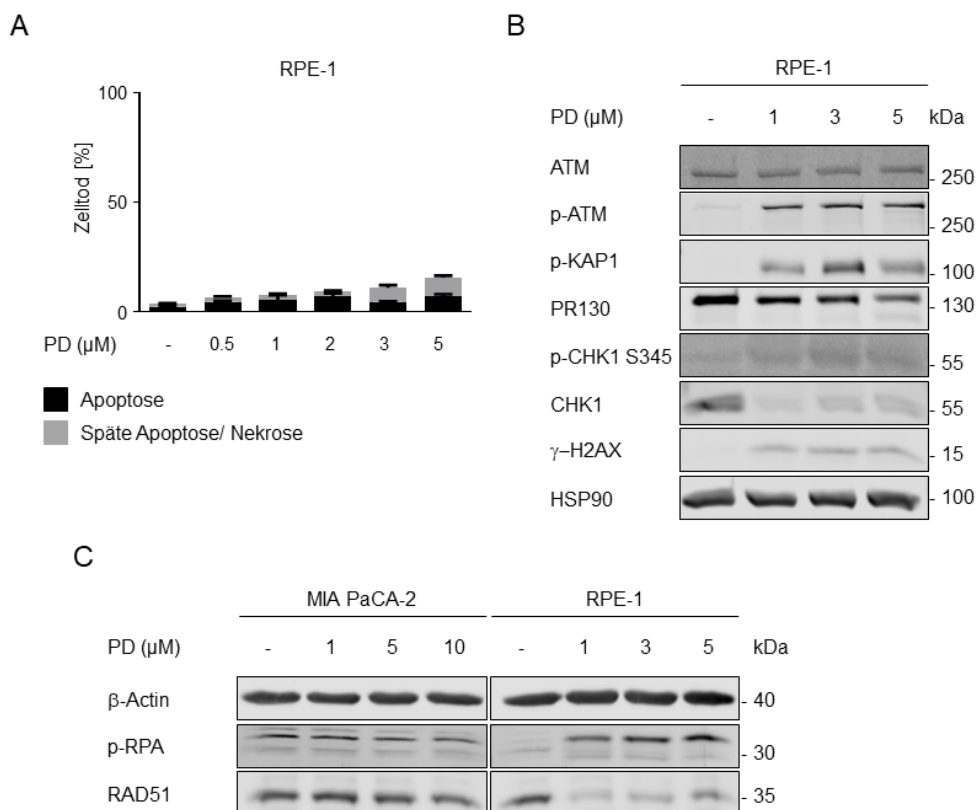 A
RPE-1
100
50
0
Zelltod [%]
PD (µM) - 0.5 1 2 3 5
Apoptose
Späte Apoptose/ Nekrose
B
RPE-1
PD (µM) - 1 3 5 kDa
ATM - 250
p-ATM - 250
p-KAP1 - 100
PR130 - 130
p-CHK1 S345 - 55
CHK1 - 55
γ–H2AX - 15
HSP90 - 100
C
MIA PaCA-2 RPE-1
PD (µM) - 1 5 10 - 1 3 5 kDa
β-Actin - 40
p-RPA - 30
RAD51 - 35